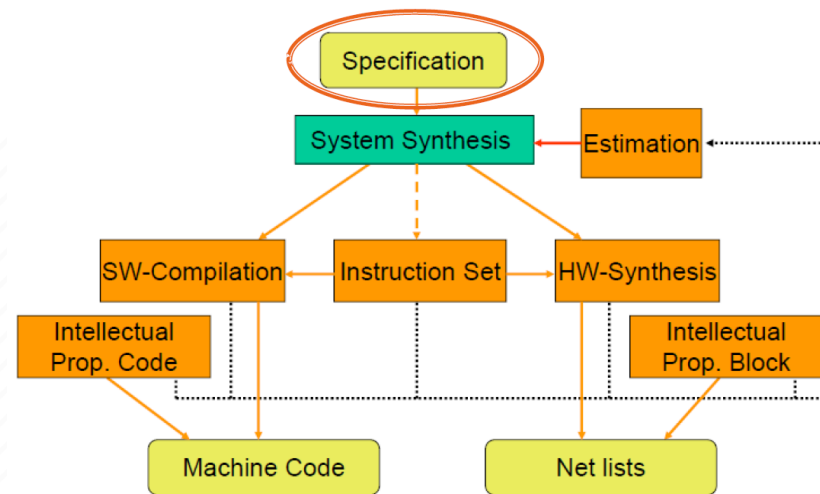 Specification
System Synthesis
Estimation
SW-Compilation
Instruction Set
HW-Synthesis
Intellectual
Prop. Code
Intellectual
Prop. Block
Machine Code
Net lists